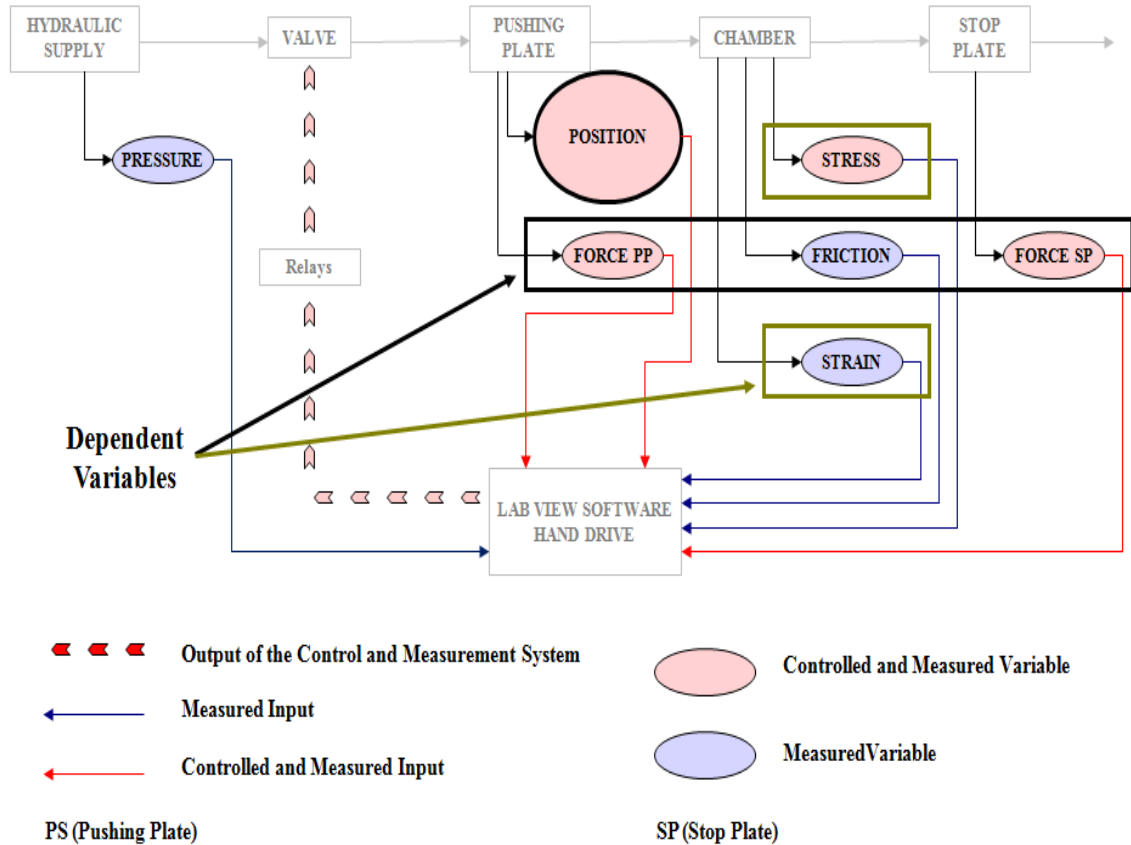 HYDRAULIC
SUPPLY
VALVE
PUSHING
PLATE
CHAMBER
STOP
PLATE
POSITION
PRESSURE
STRESS
Relays
FORCE PP
FRICTION
FORCE SP
STRAIN
Dependent
Variables
LAB VIEW SOFTWARE
HAND DRIVE
Output of the Control and Measurement System
Controlled and Measured Variable
Measured Input
MeasuredVariable
Controlled and Measured Input
PS (Pushing Plate)
SP (Stop Plate)